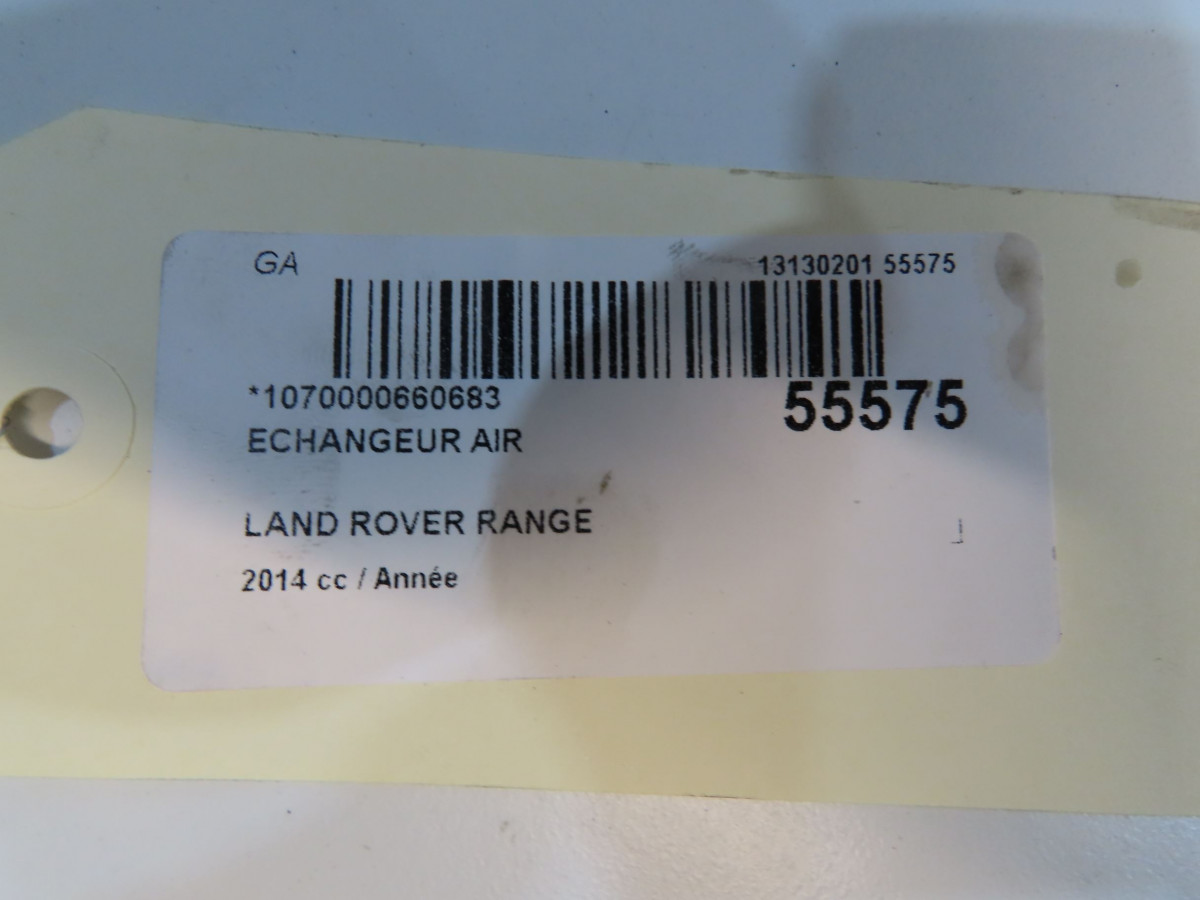 GA 13130201 55575
*1070000660683 55575
ECHANGEUR AIR
LAND ROVER RANGE
2014 cc / Année